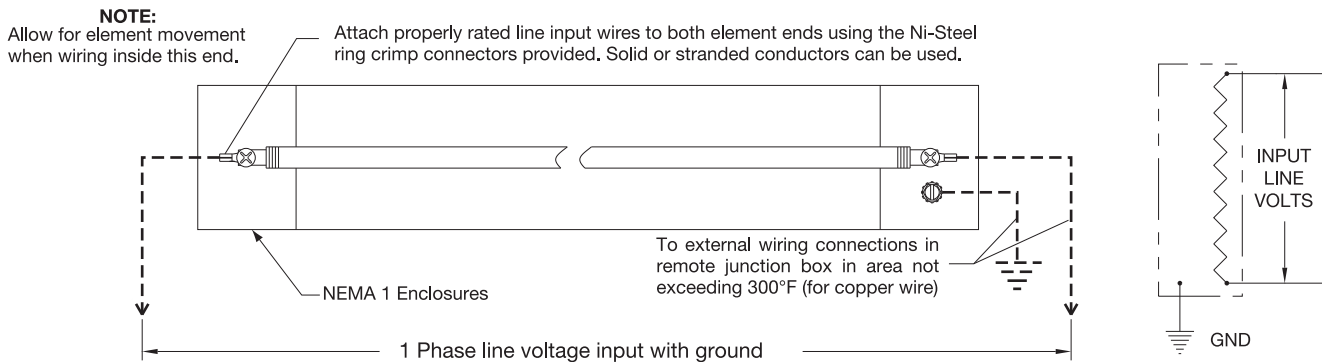 NOTE:
Allow for element movement
when wiring inside this end.
Attach properly rated line input wires to both element ends using the Ni-Steel
ring crimp connectors provided. Solid or stranded conductors can be used.
INPUT
LINE
VOLTS
To external wiring connections in
remote junction box in area not
exceeding 300°F (for copper wire)
NEMA 1 Enclosures
GND
1 Phase line voltage input with ground